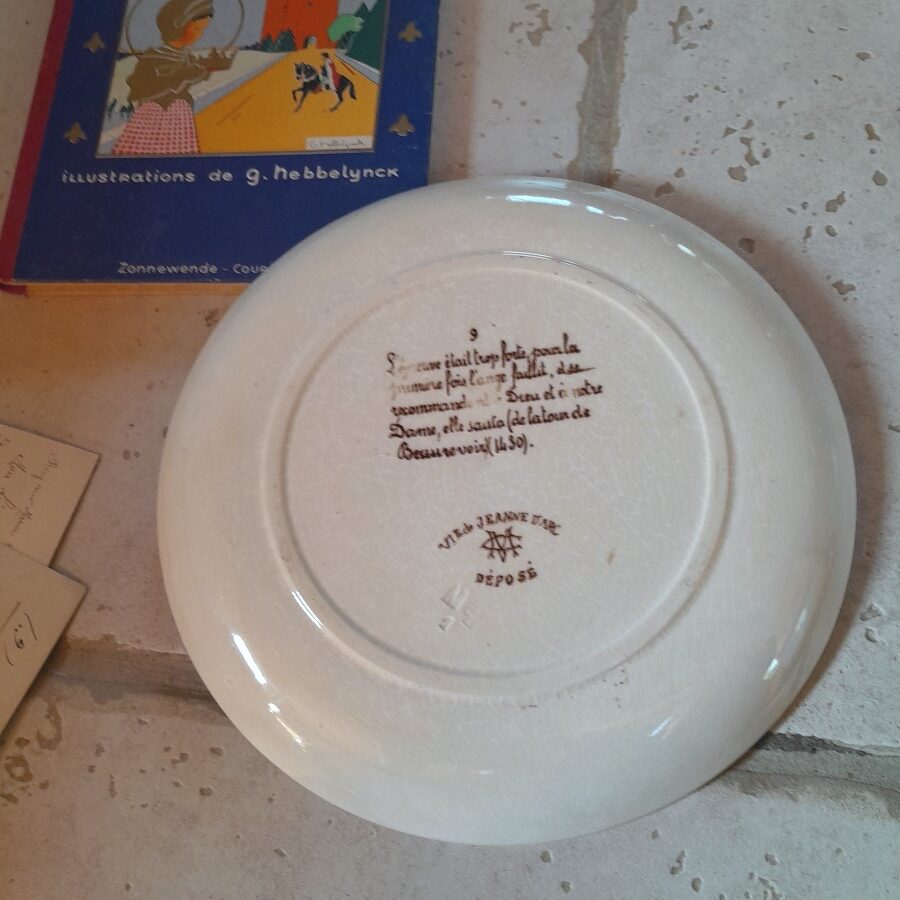 illustrations de g. hebbelynck
Zonnewende -
9
L'épreuve était trop forte, pour la
première fois l'ange faillit, et se
recommandant Dieu et à notre
Dame, elle sauta (de la tour de
Beaurevoir) (1430).
VIE de JEANNE D'ARC
DÉPOSÉ